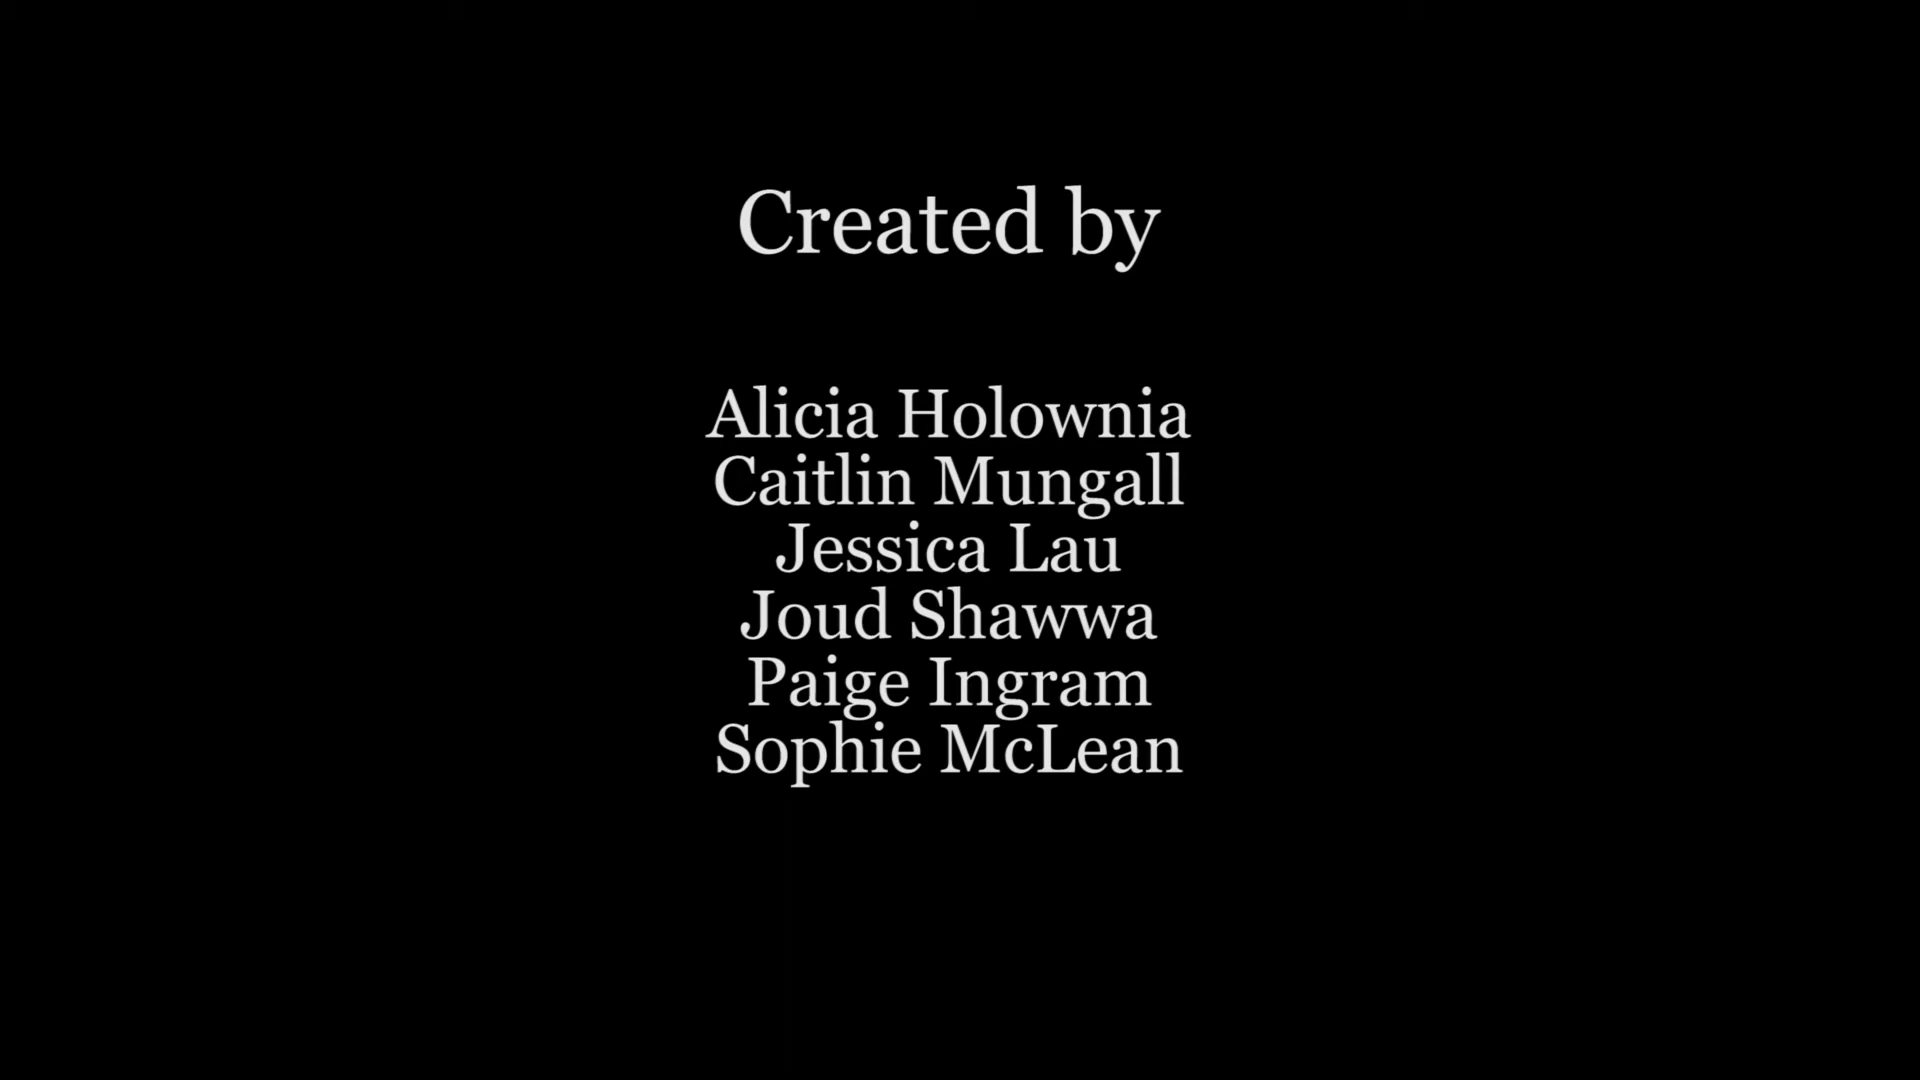 Created by
Alicia Holownia
Caitlin Mungall
Jessica Lau
Joud Shawwa
Paige Ingram
Sophie McLean